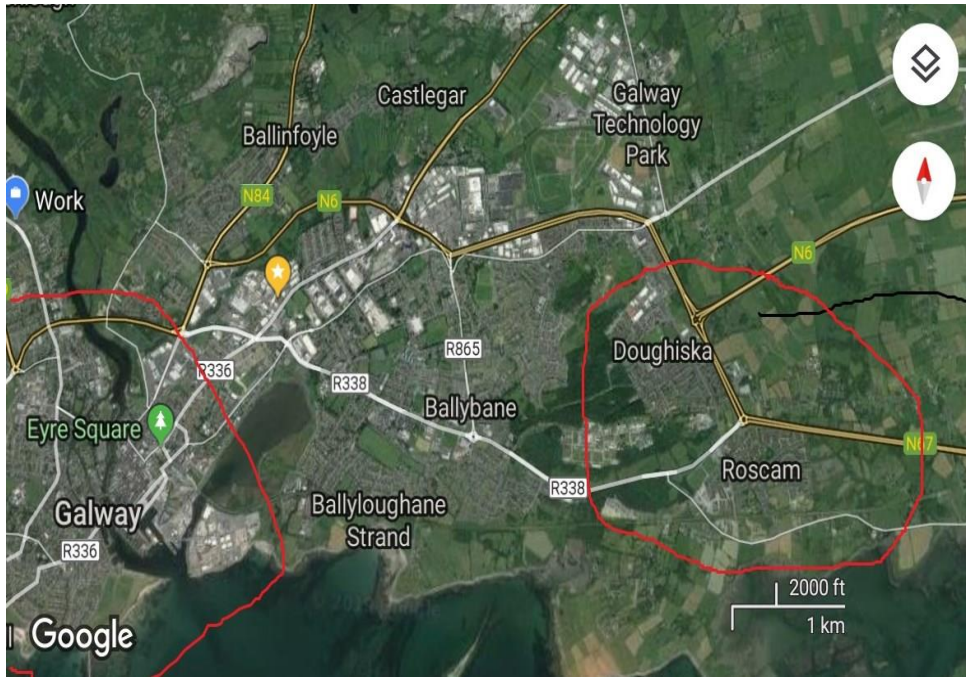 Castlegar
Galway
Technology
Park
Ballinfoyle
Work
N84
N6
N6
Doughiska
R865
R336
R338
Ballybane
Eyre Square
N67
Roscam
R338
Galway
Ballyloughane
Strand
R336
2000 ft
1 km
Google